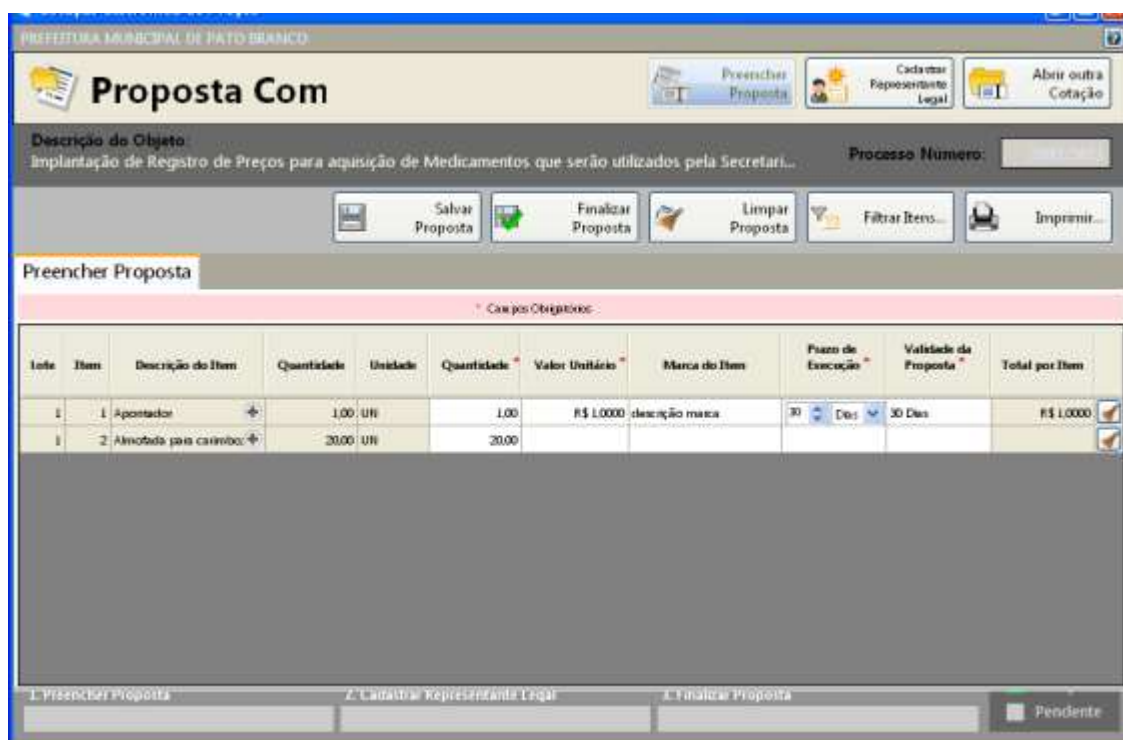 PREFEITURA MUNICIPAL DE PATO BRANCO
Proposta Com
Preencher Proposta
Cadastrar Representante Legal
Abrir outra Cotação
Descrição do Objeto:
Implantação de Registro de Preços para aquisição de Medicamentos que serão utilizados pela Secretari...
Processo Número:
Salvar Proposta
Finalizar Proposta
Limpar Proposta
Filtrar Itens...
Imprimir...
Preencher Proposta
* Campos Obrigatórios
Lote Item Descrição do Item Quantidade Unidade Quantidade * Valor Unitário * Marca do Item Prazo de Execução * Validade da Proposta * Total por Item
1 1 Apontador 1,00 UN 1,00 R$ 1,0000 descrição marca 30 Dias 30 Dias R$ 1,0000
1 2 Almofada para carimbo: 20,00 UN 20,00
1. Preencher Proposta 2. Cadastrar Representante Legal 3. Finalizar Proposta
Pendente